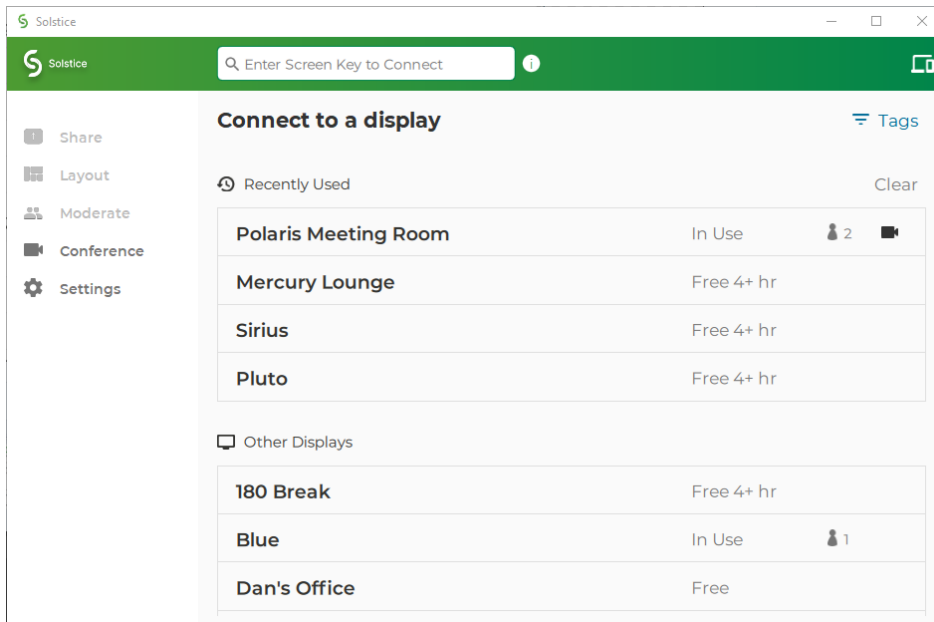 Solstice
Solstice
Enter Screen Key to Connect
i
Connect to a display
Tags
Share
Layout
Moderate
Conference
Settings
Recently Used
Clear
Polaris Meeting Room In Use 2
Mercury Lounge Free 4+ hr
Sirius Free 4+ hr
Pluto Free 4+ hr
Other Displays
180 Break Free 4+ hr
Blue In Use 1
Dan's Office Free